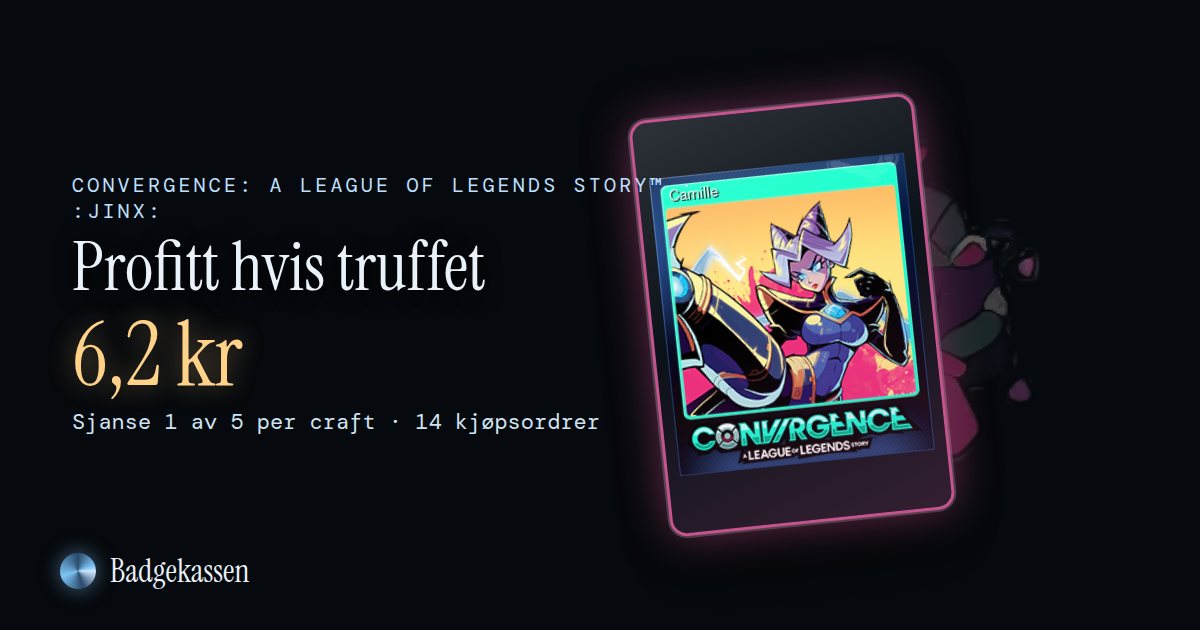 CONVERGENCE: A LEAGUE OF LEGENDS STORY™
:JINX:
Profitt hvis truffet
6,2 kr
Sjanse 1 av 5 per craft · 14 kjøpsordrer
Badgekassen
Camille
CONVERGENCE
A LEAGUE OF LEGENDS STORY